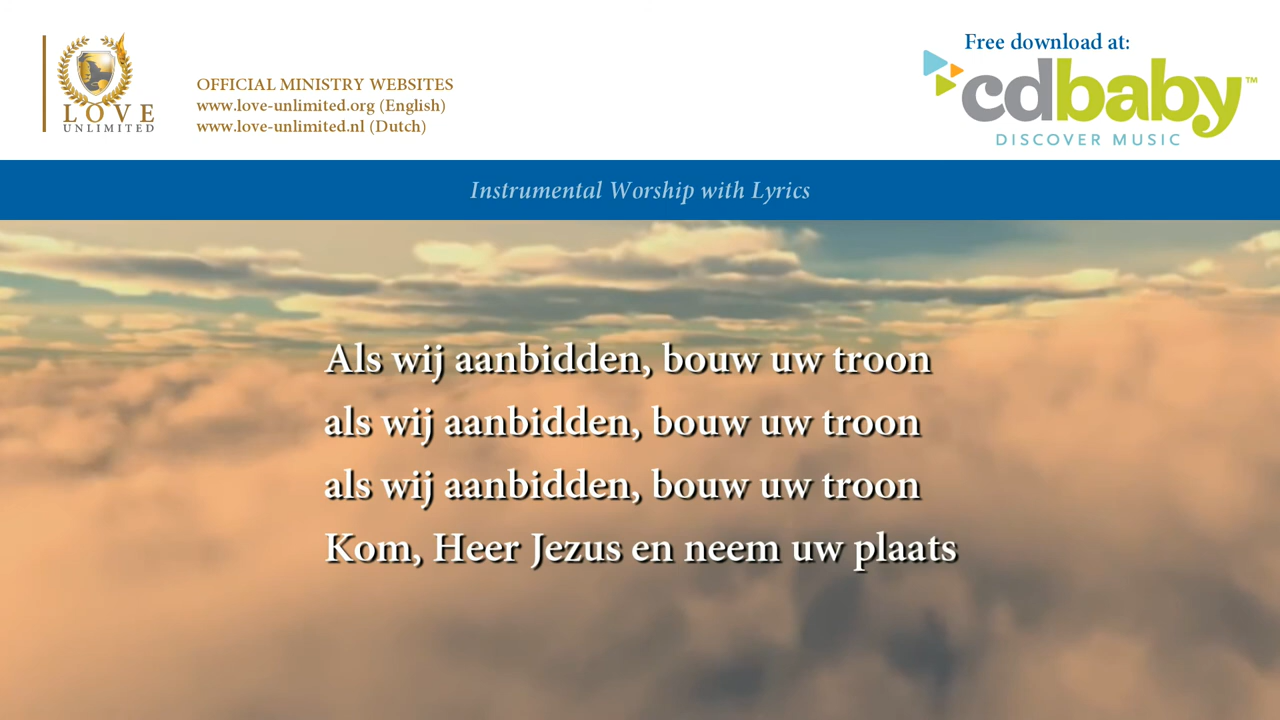 LOVE
UNLIMITED
OFFICIAL MINISTRY WEBSITES
www.love-unlimited.org (English)
www.love-unlimited.nl (Dutch)
Free download at:
cdbaby™
DISCOVER MUSIC
Instrumental Worship with Lyrics
Als wij aanbidden, bouw uw troon
als wij aanbidden, bouw uw troon
als wij aanbidden, bouw uw troon
Kom, Heer Jezus en neem uw plaats